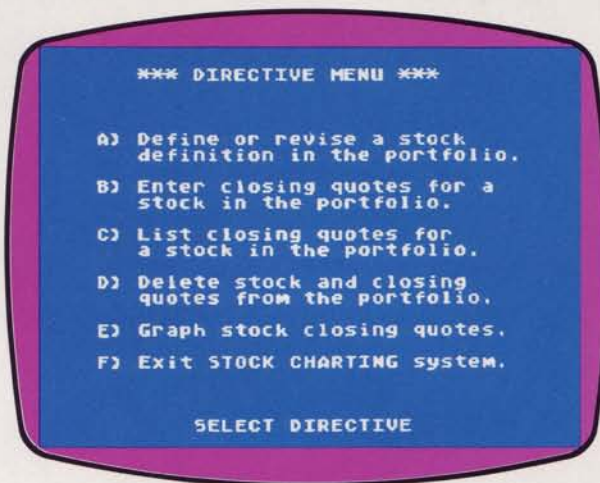 *** DIRECTIVE MENU ***
A) Define or revise a stock
definition in the portfolio.
B) Enter closing quotes for a
stock in the portfolio.
C) List closing quotes for
a stock in the portfolio.
D) Delete stock and closing
quotes from the portfolio.
E) Graph stock closing quotes.
F) Exit STOCK CHARTING system.
SELECT DIRECTIVE